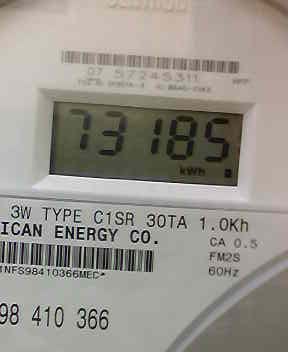 07 57245311
73185
kWh
3W TYPE C1SR 30TA 1.0Kh
ICAN ENERGY CO.
CA 0.5
FM2S
60Hz
1NFS98410366MEC*
98 410 366